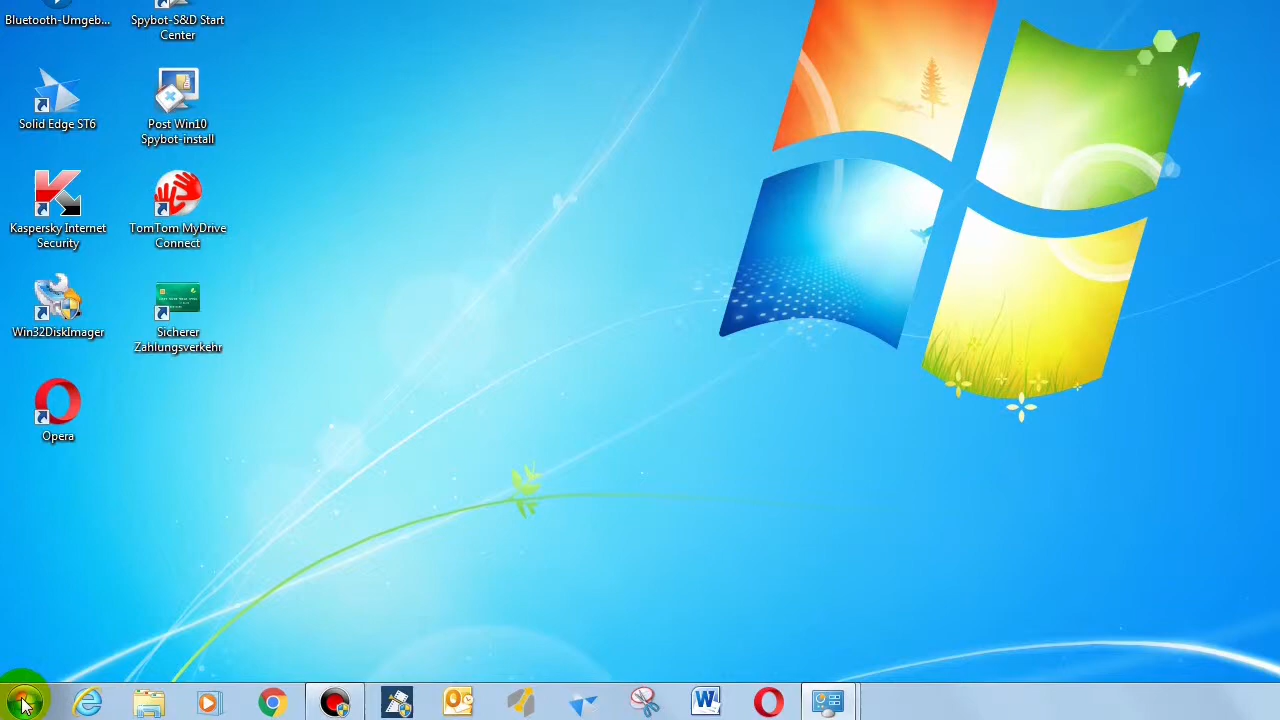 Bluetooth-Umgeb...
Spybot-S&D Start
Center
Solid Edge ST6
Post Win10
Spybot-install
Kaspersky Internet
Security
TomTom MyDrive
Connect
Win32DiskImager
Sicherer
Zahlungsverkehr
Opera